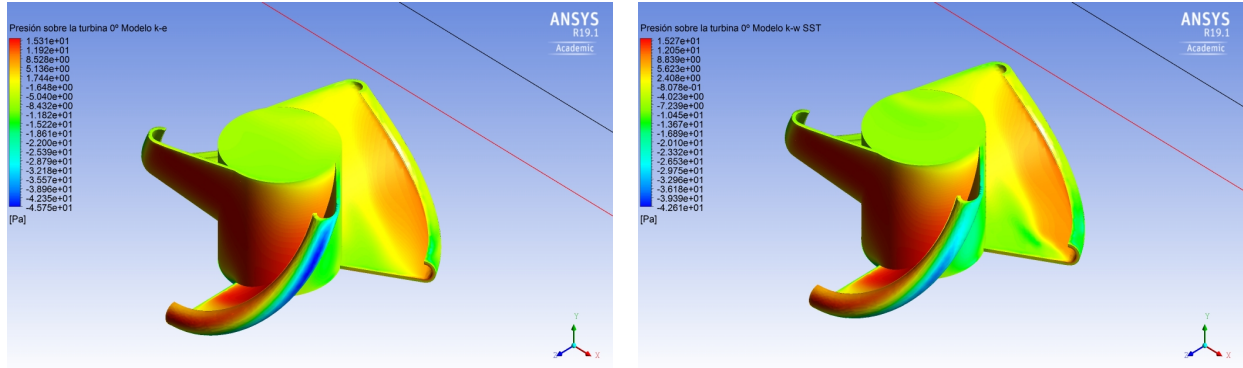 Presión sobre la turbina 0º Modelo k-e
1.531e+01
1.192e+01
8.528e+00
5.136e+00
1.744e+00
-1.648e+00
-5.040e+00
-8.432e+00
-1.182e+01
-1.522e+01
-1.861e+01
-2.200e+01
-2.539e+01
-2.879e+01
-3.218e+01
-3.557e+01
-3.896e+01
-4.235e+01
-4.575e+01
[Pa]
ANSYS
R19.1
Academic
Y
Z
X
Presión sobre la turbina 0º Modelo k-w SST
1.527e+01
1.205e+01
8.839e+00
5.623e+00
2.408e+00
-8.078e-01
-4.023e+00
-7.239e+00
-1.045e+01
-1.367e+01
-1.689e+01
-2.010e+01
-2.332e+01
-2.653e+01
-2.975e+01
-3.296e+01
-3.618e+01
-3.939e+01
-4.261e+01
[Pa]
ANSYS
R19.1
Academic
Y
Z
X